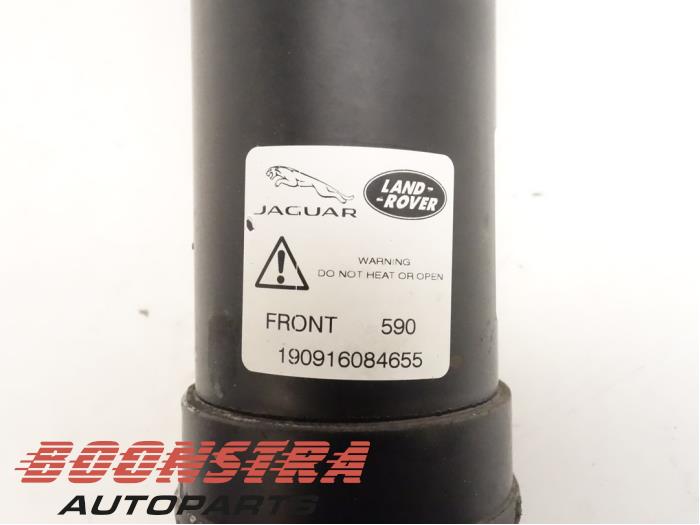 JAGUAR
LAND-
-ROVER
WARNING
DO NOT HEAT OR OPEN
FRONT 590
190916084655
BOONSTRA
AUTOPARTS